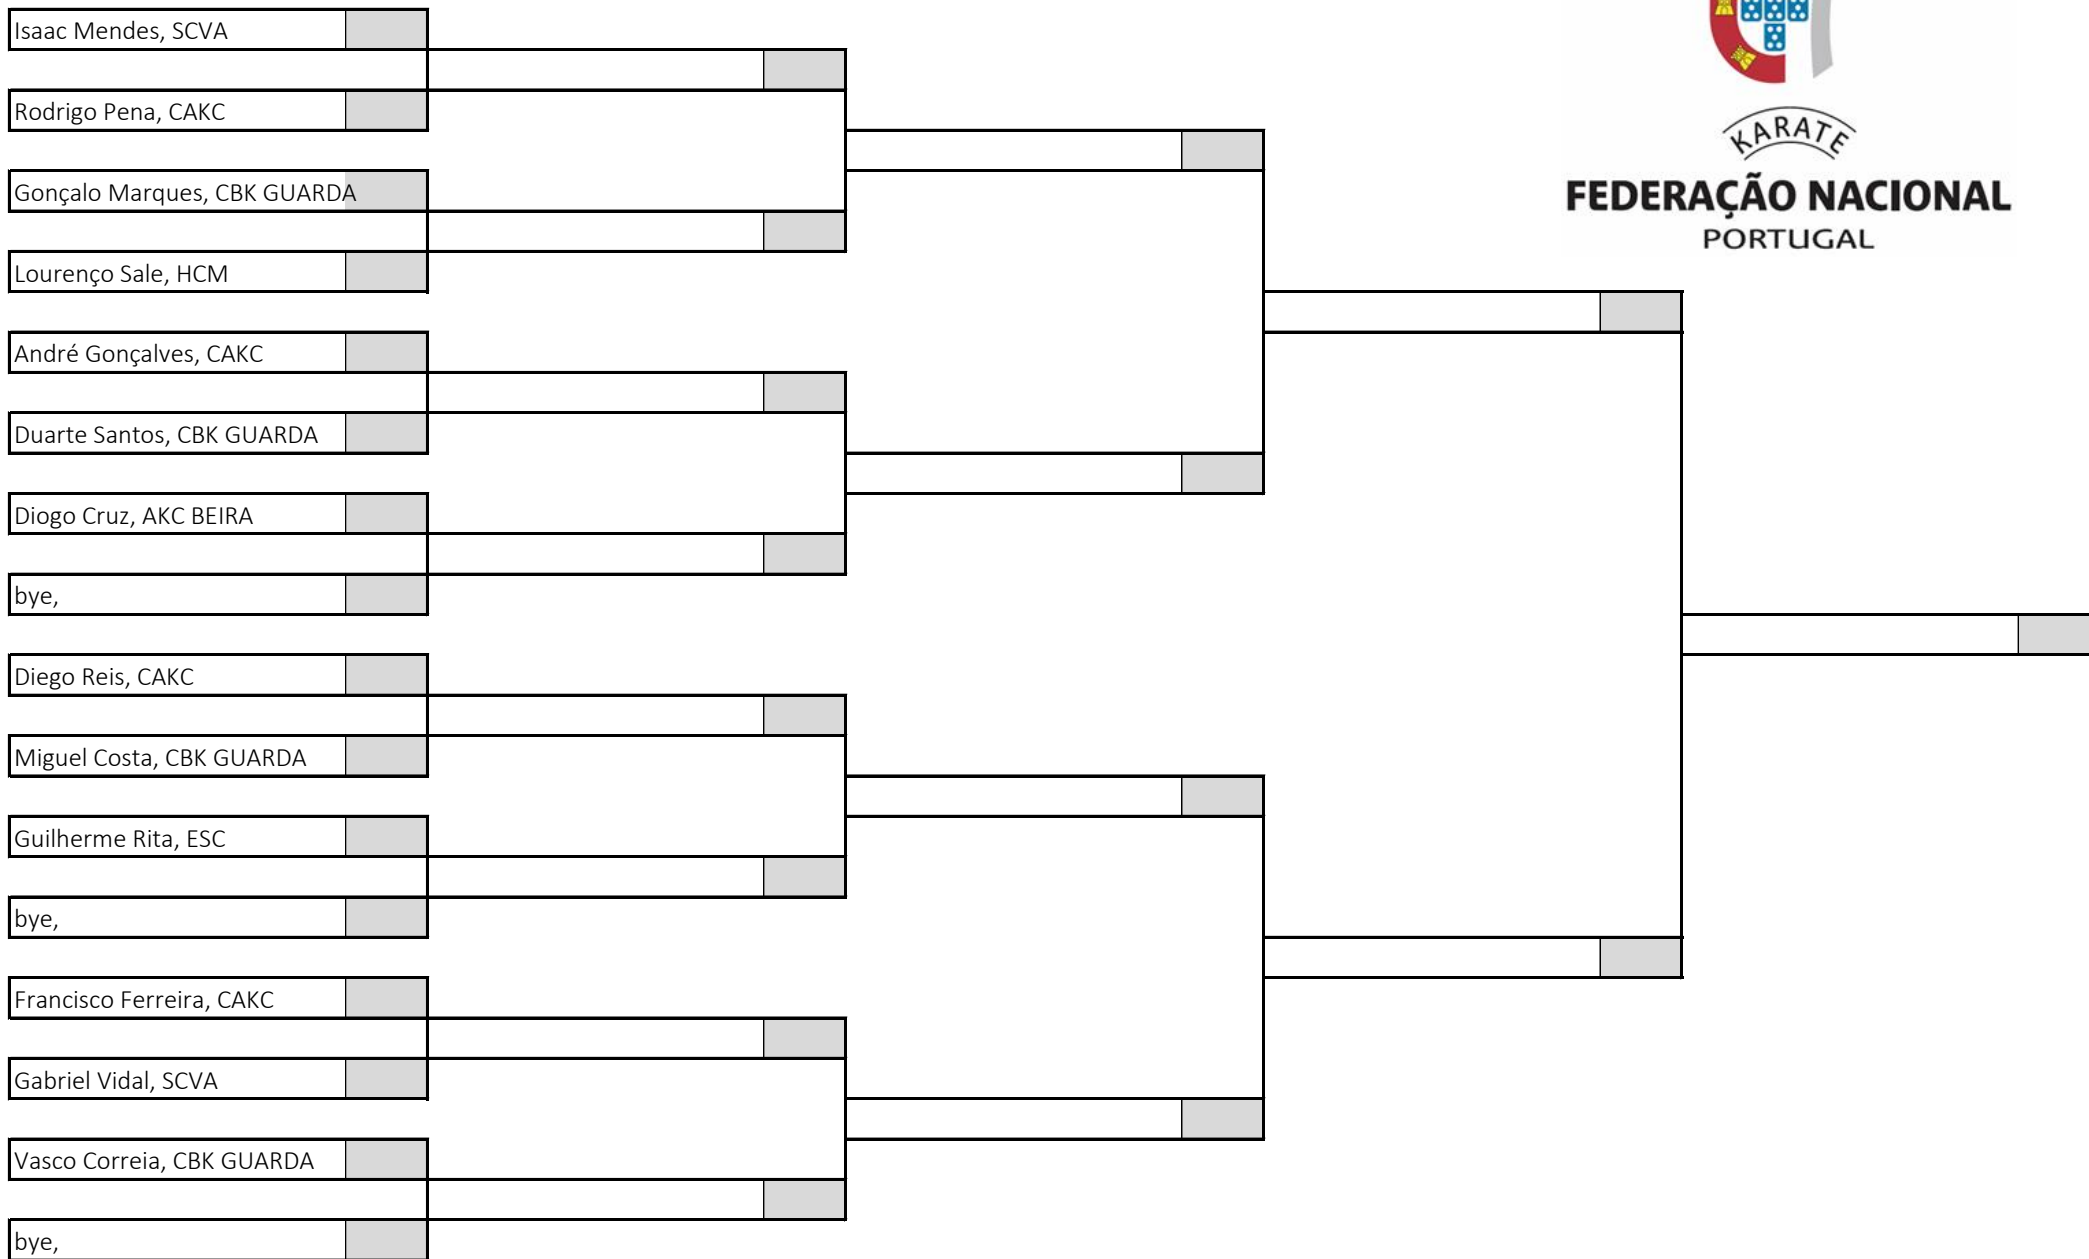 Isaac Mendes, SCVA
Rodrigo Pena, CAKC
Gonçalo Marques, CBK GUARDA
Lourenço Sale, HCM
André Gonçalves, CAKC
Duarte Santos, CBK GUARDA
Diogo Cruz, AKC BEIRA
bye,
Diego Reis, CAKC
Miguel Costa, CBK GUARDA
Guilherme Rita, ESC
bye,
Francisco Ferreira, CAKC
Gabriel Vidal, SCVA
Vasco Correia, CBK GUARDA
bye,
KARATE
FEDERAÇÃO NACIONAL
PORTUGAL